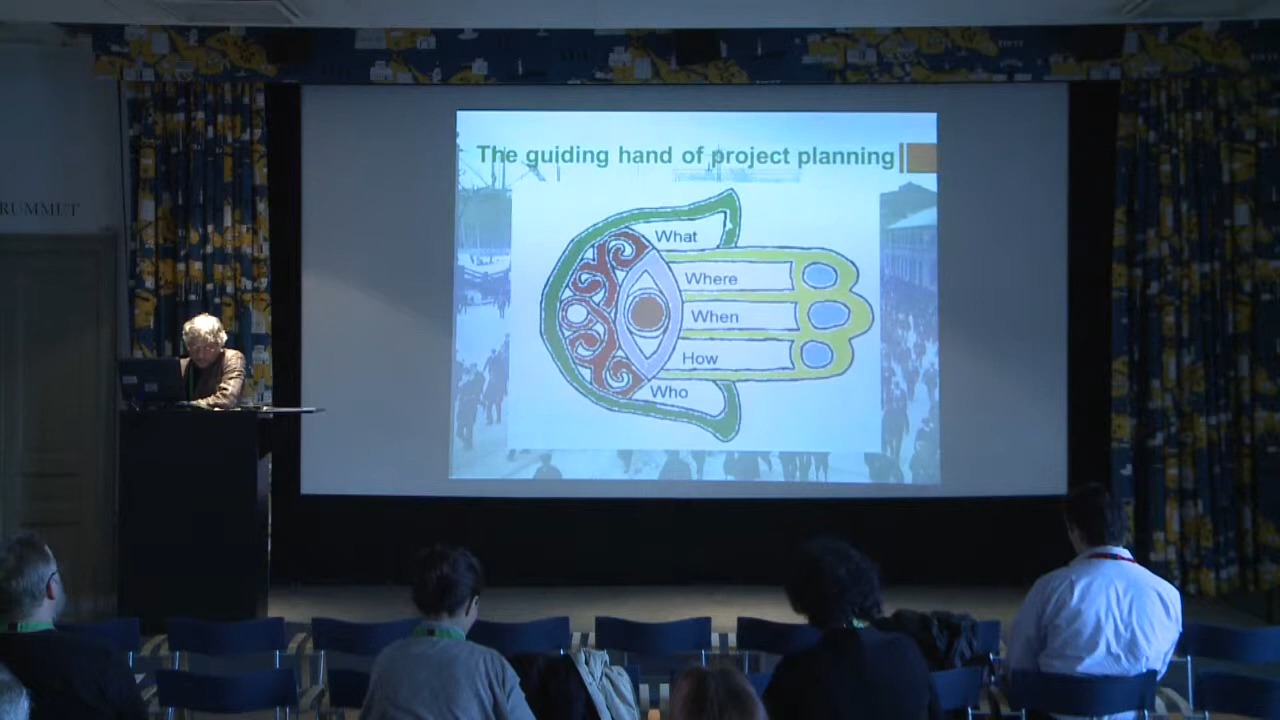 RUMMET
The guiding hand of project planning
What
Where
When
How
Who